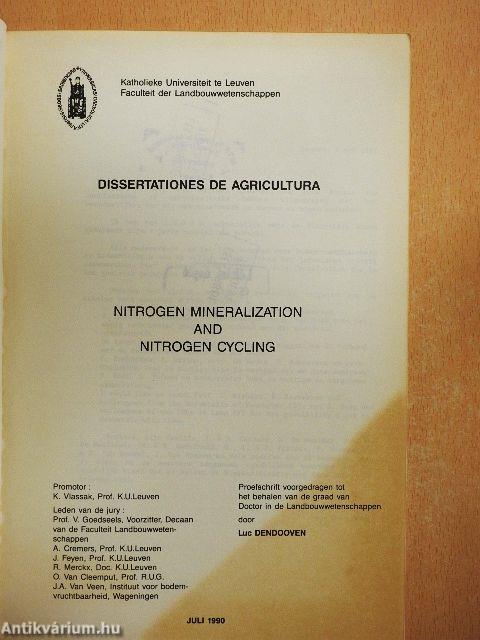 Katholieke Universiteit te Leuven
Faculteit der Landbouwwetenschappen
DISSERTATIONES DE AGRICULTURA
NITROGEN MINERALIZATION
AND
NITROGEN CYCLING
Promotor :
K. Vlassak, Prof. K.U.Leuven
Leden van de jury :
Prof. V. Goedseels, Voorzitter, Decaan
van de Faculteit Landbouwweten-
schappen
A. Cremers, Prof. K.U.Leuven
J. Feyen, Prof. K.U.Leuven
R. Merckx, Doc. K.U.Leuven
O. Van Cleemput, Prof. R.U.G.
J.A. Van Veen, Instituut voor bodem-
vruchtbaarheid, Wageningen
Proefschrift voorgedragen tot
het behalen van de graad van
Doctor in de Landbouwwetenschappen
door
Luc DENDOOVEN
JULI 1990
Antikvárium.hu